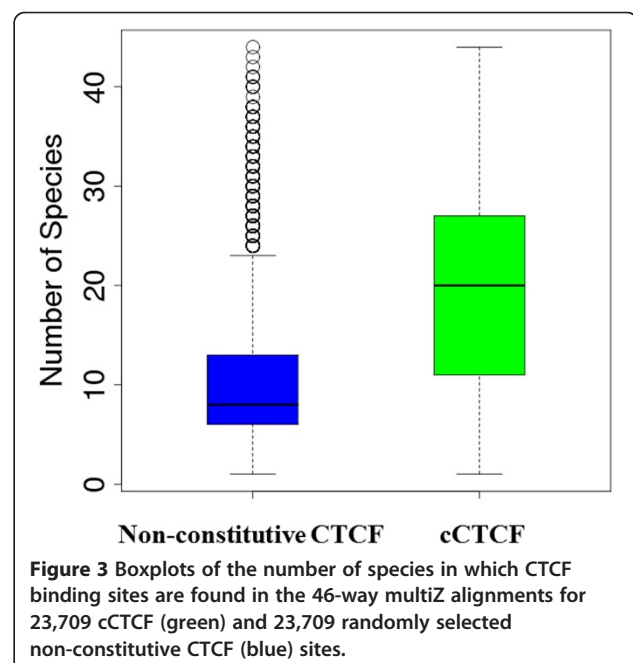 Number of Species
40
30
20
10
0
Non-constitutive CTCF cCTCF
Figure 3 Boxplots of the number of species in which CTCF
binding sites are found in the 46-way multiZ alignments for
23,709 cCTCF (green) and 23,709 randomly selected
non-constitutive CTCF (blue) sites.